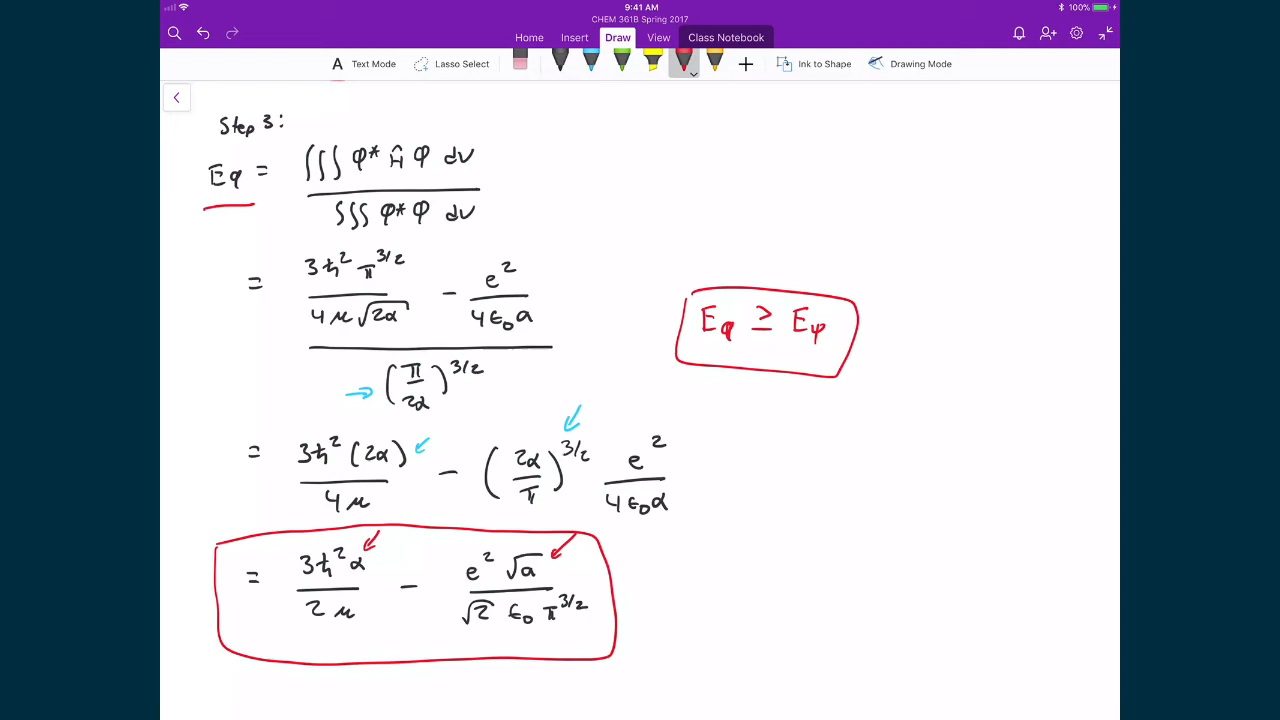 9:41 AM
100%
CHEM 361B Spring 2017
Home Insert Draw View Class Notebook
Text Mode Lasso Select Ink to Shape Drawing Mode
Step 3:
Eφ = ∫∫∫ φ* Ĥ φ dv / ∫∫∫ φ* φ dv
= (3ħ² π^3/2 / 4μ√2α − e² / 4ε₀α) / (π/2α)^3/2
Eφ ≥ Eψ
= 3ħ² (2α) / 4μ − (2α/π)^3/2 e² / 4ε₀α
= 3ħ² α / 2μ − e² √α / √2 ε₀ π^3/2